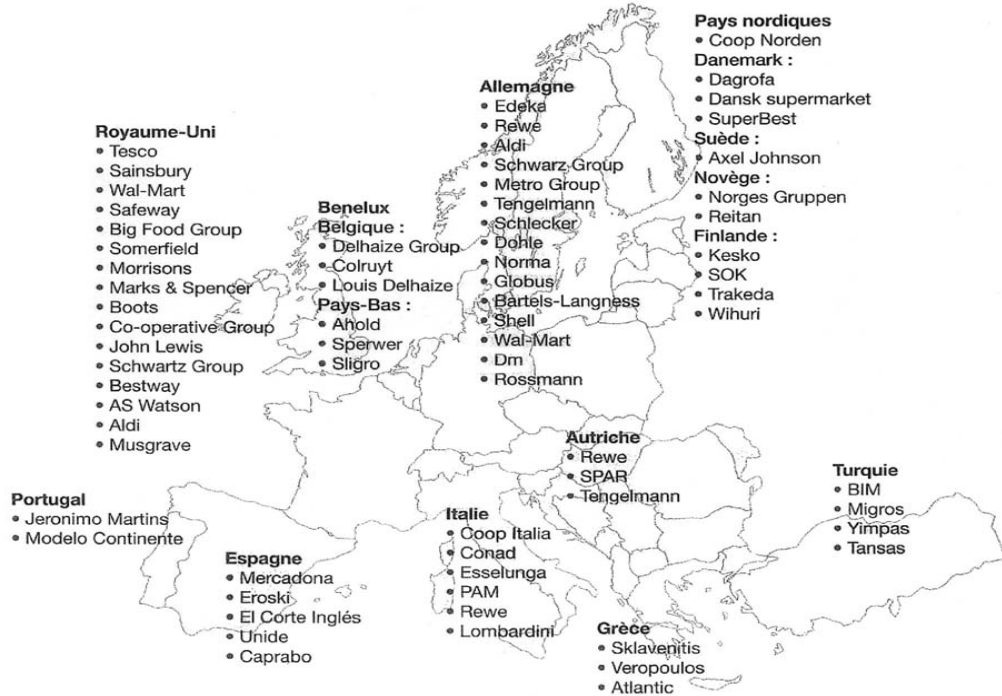 Royaume-Uni
• Tesco
• Sainsbury
• Wal-Mart
• Safeway
• Big Food Group
• Somerfield
• Morrisons
• Marks & Spencer
• Boots
• Co-operative Group
• John Lewis
• Schwartz Group
• Bestway
• AS Watson
• Aldi
• Musgrave
Benelux
Belgique :
• Delhaize Group
• Colruyt
• Louis Delhaize
Pays-Bas :
• Ahold
• Sperwer
• Sligro
Allemagne
• Edeka
• Rewe
• Aldi
• Schwarz Group
• Metro Group
• Tengelmann
• Schlecker
• Dohle
• Norma
• Globus
• Bartels-Langness
• Shell
• Wal-Mart
• Dm
• Rossmann
Pays nordiques
• Coop Norden
Danemark :
• Dagrofa
• Dansk supermarket
• SuperBest
Suède :
• Axel Johnson
Novège :
• Norges Gruppen
• Reitan
Finlande :
• Kesko
• SOK
• Trakeda
• Wihuri
Portugal
• Jeronimo Martins
• Modelo Continente
Espagne
• Mercadona
• Eroski
• El Corte Inglés
• Unide
• Caprabo
Italie
• Coop Italia
• Conad
• Esselunga
• PAM
• Rewe
• Lombardini
Autriche
• Rewe
• SPAR
• Tengelmann
Grèce
• Sklavenitis
• Veropoulos
• Atlantic
Turquie
• BIM
• Migros
• Yimpas
• Tansas